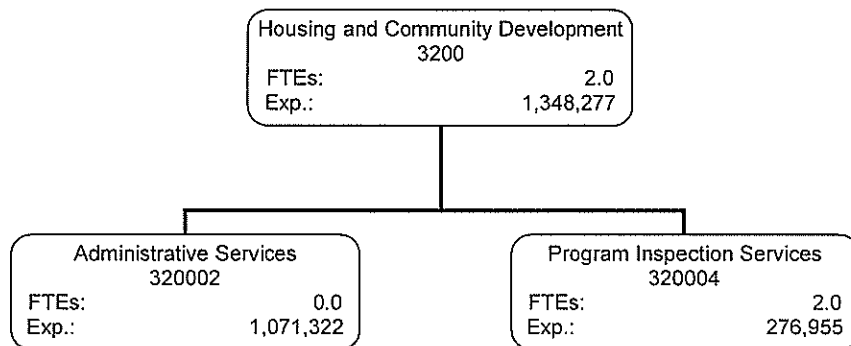 Housing and Community Development
3200
FTEs: 2.0
Exp.: 1,348,277
Administrative Services
320002
FTEs: 0.0
Exp.: 1,071,322
Program Inspection Services
320004
FTEs: 2.0
Exp.: 276,955